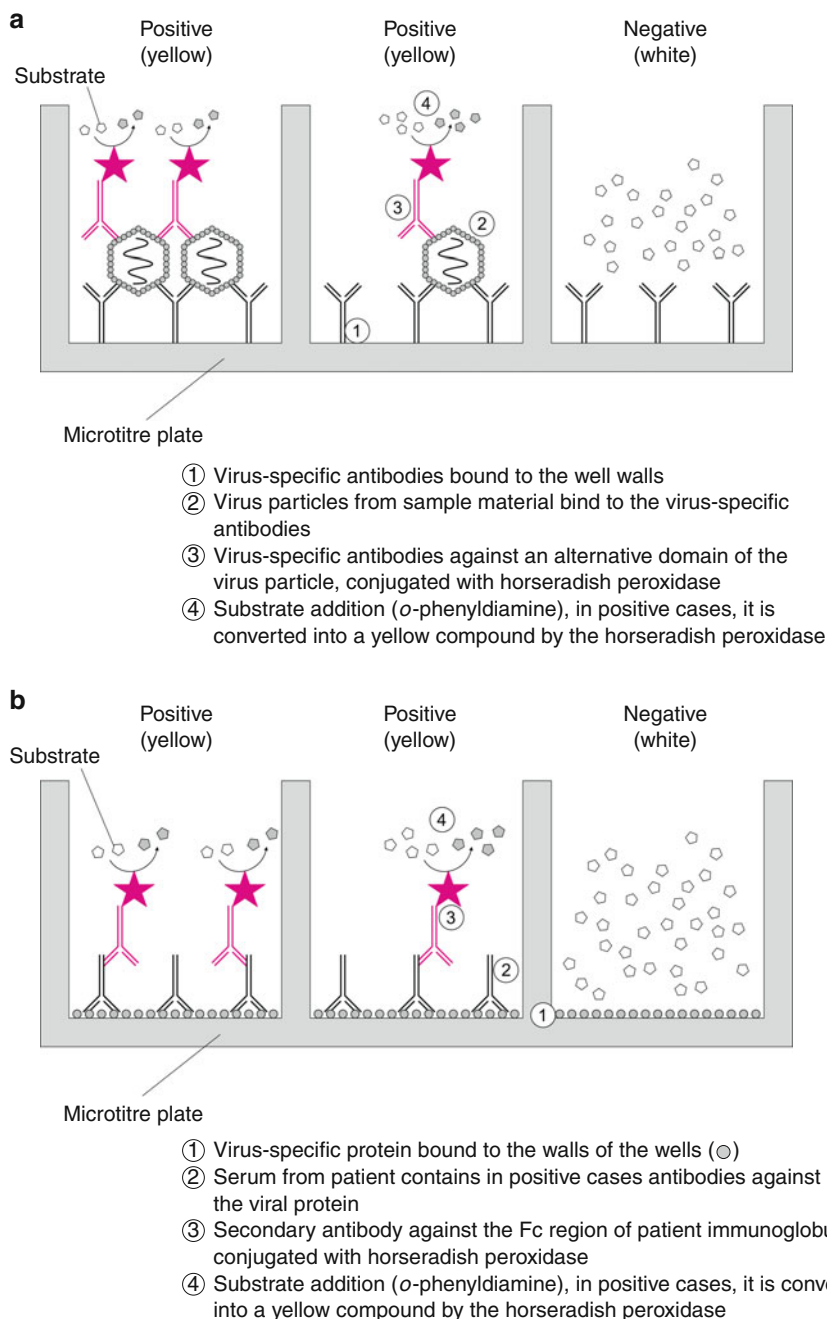 a
Positive
(yellow)
Positive
(yellow)
Negative
(white)
Substrate
4
3
2
1
Microtitre plate
1 Virus-specific antibodies bound to the well walls
2 Virus particles from sample material bind to the virus-specific
antibodies
3 Virus-specific antibodies against an alternative domain of the
virus particle, conjugated with horseradish peroxidase
4 Substrate addition (o-phenyldiamine), in positive cases, it is
converted into a yellow compound by the horseradish peroxidase
b
Positive
(yellow)
Positive
(yellow)
Negative
(white)
Substrate
4
3
2
1
Microtitre plate
1 Virus-specific protein bound to the walls of the wells ( )
2 Serum from patient contains in positive cases antibodies against
the viral protein
3 Secondary antibody against the Fc region of patient immunoglobu
conjugated with horseradish peroxidase
4 Substrate addition (o-phenyldiamine), in positive cases, it is conve
into a yellow compound by the horseradish peroxidase